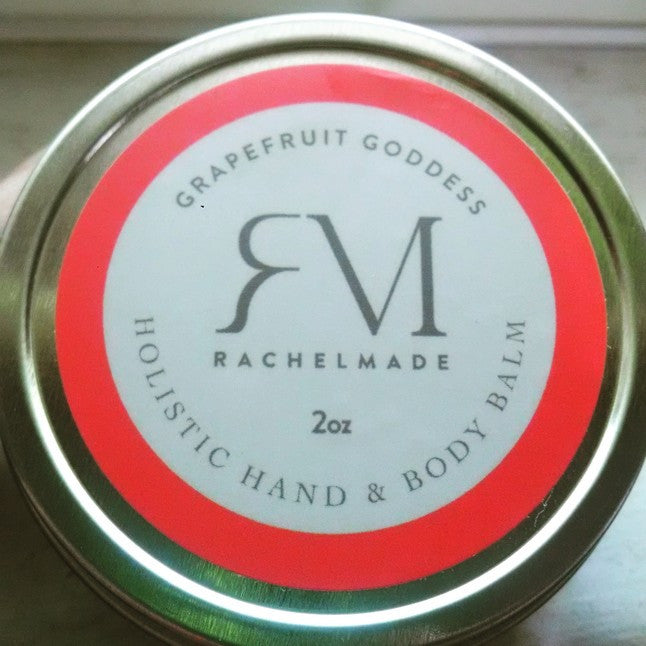 GRAPEFRUIT GODDESS
RM
RACHELMADE
2oz
HOLISTIC HAND & BODY BALM